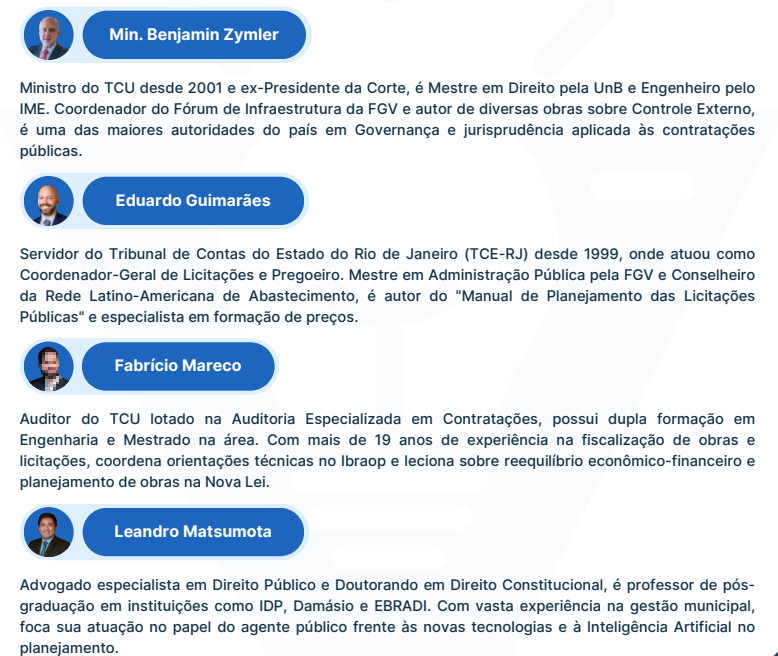 Min. Benjamin Zymler
Ministro do TCU desde 2001 e ex-Presidente da Corte, é Mestre em Direito pela UnB e Engenheiro pelo
IME. Coordenador do Fórum de Infraestrutura da FGV e autor de diversas obras sobre Controle Externo,
é uma das maiores autoridades do país em Governança e jurisprudência aplicada às contratações
públicas.
Eduardo Guimarães
Servidor do Tribunal de Contas do Estado do Rio de Janeiro (TCE-RJ) desde 1999, onde atuou como
Coordenador-Geral de Licitações e Pregoeiro. Mestre em Administração Pública pela FGV e Conselheiro
da Rede Latino-Americana de Abastecimento, é autor do "Manual de Planejamento das Licitações
Públicas" e especialista em formação de preços.
Fabrício Mareco
Auditor do TCU lotado na Auditoria Especializada em Contratações, possui dupla formação em
Engenharia e Mestrado na área. Com mais de 19 anos de experiência na fiscalização de obras e
licitações, coordena orientações técnicas no Ibraop e leciona sobre reequilíbrio econômico-financeiro e
planejamento de obras na Nova Lei.
Leandro Matsumota
Advogado especialista em Direito Público e Doutorando em Direito Constitucional, é professor de pós-
graduação em instituições como IDP, Damásio e EBRADI. Com vasta experiência na gestão municipal,
foca sua atuação no papel do agente público frente às novas tecnologias e à Inteligência Artificial no
planejamento.